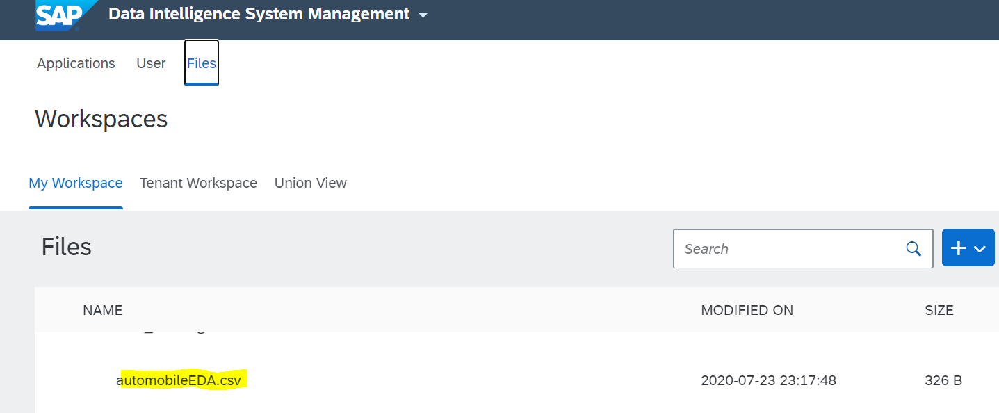 SAP Data Intelligence System Management
Applications User Files
Workspaces
My Workspace Tenant Workspace Union View
Files Search
NAME MODIFIED ON SIZE
automobileEDA.csv 2020-07-23 23:17:48 326 B